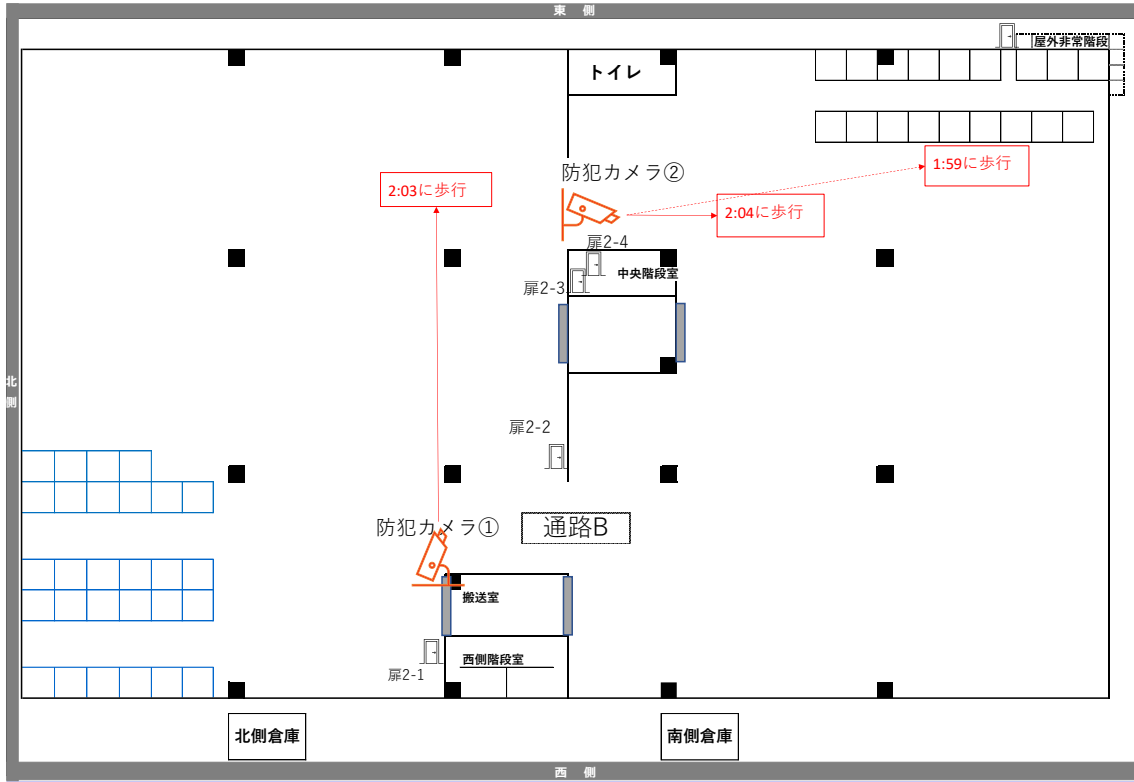 東 側
屋外非常階段
トイレ
防犯カメラ②
1:59に歩行
2:03に歩行
2:04に歩行
扉2-4
中央階段室
扉2-3
北
側
扉2-2
防犯カメラ①
通路B
搬送室
西側階段室
扉2-1
北側倉庫
南側倉庫
西 側